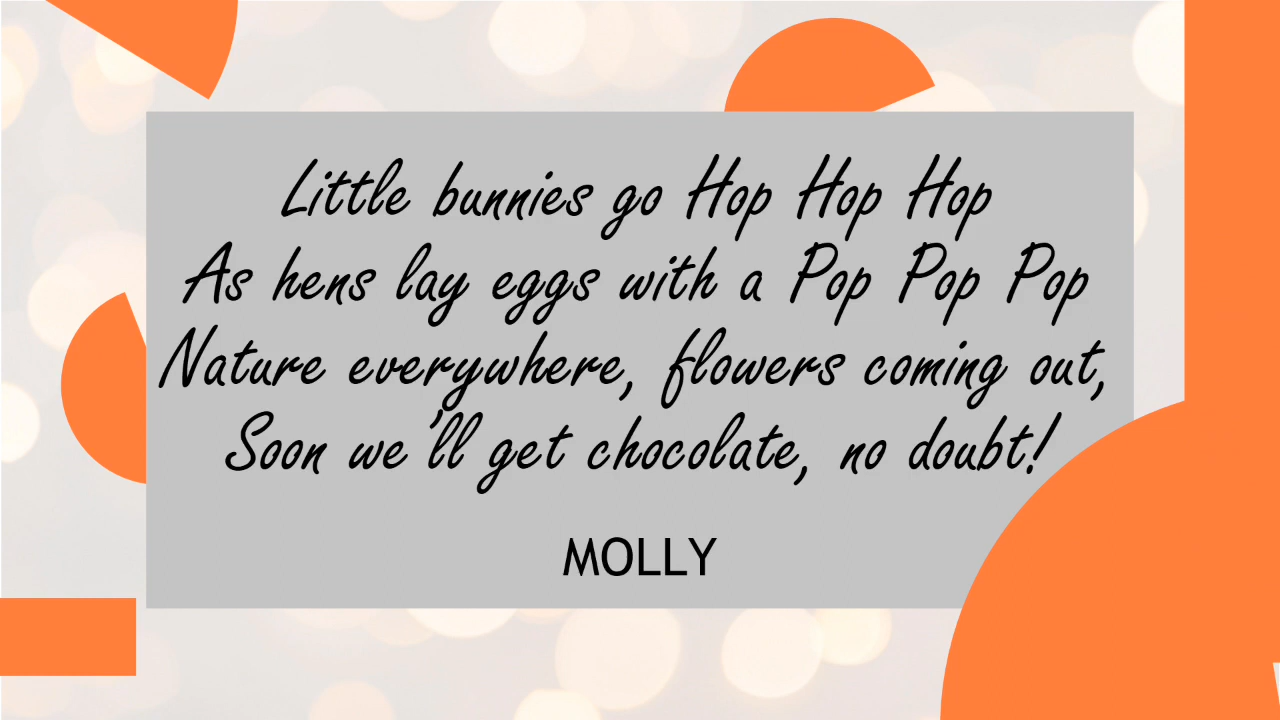 Little bunnies go Hop Hop Hop
As hens lay eggs with a Pop Pop Pop
Nature everywhere, flowers coming out,
Soon we'll get chocolate, no doubt!
MOLLY